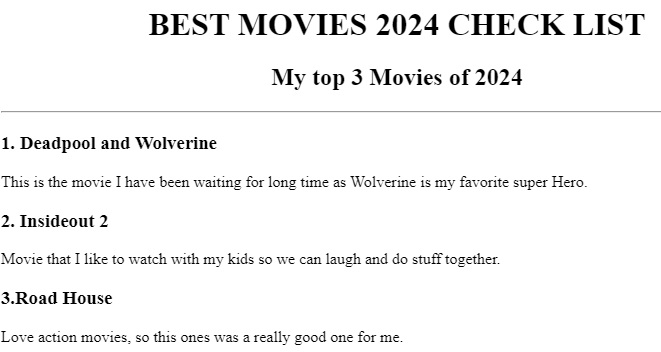 BEST MOVIES 2024 CHECK LIST
My top 3 Movies of 2024
1. Deadpool and Wolverine
This is the movie I have been waiting for long time as Wolverine is my favorite super Hero.
2. Insideout 2
Movie that I like to watch with my kids so we can laugh and do stuff together.
3.Road House
Love action movies, so this ones was a really good one for me.